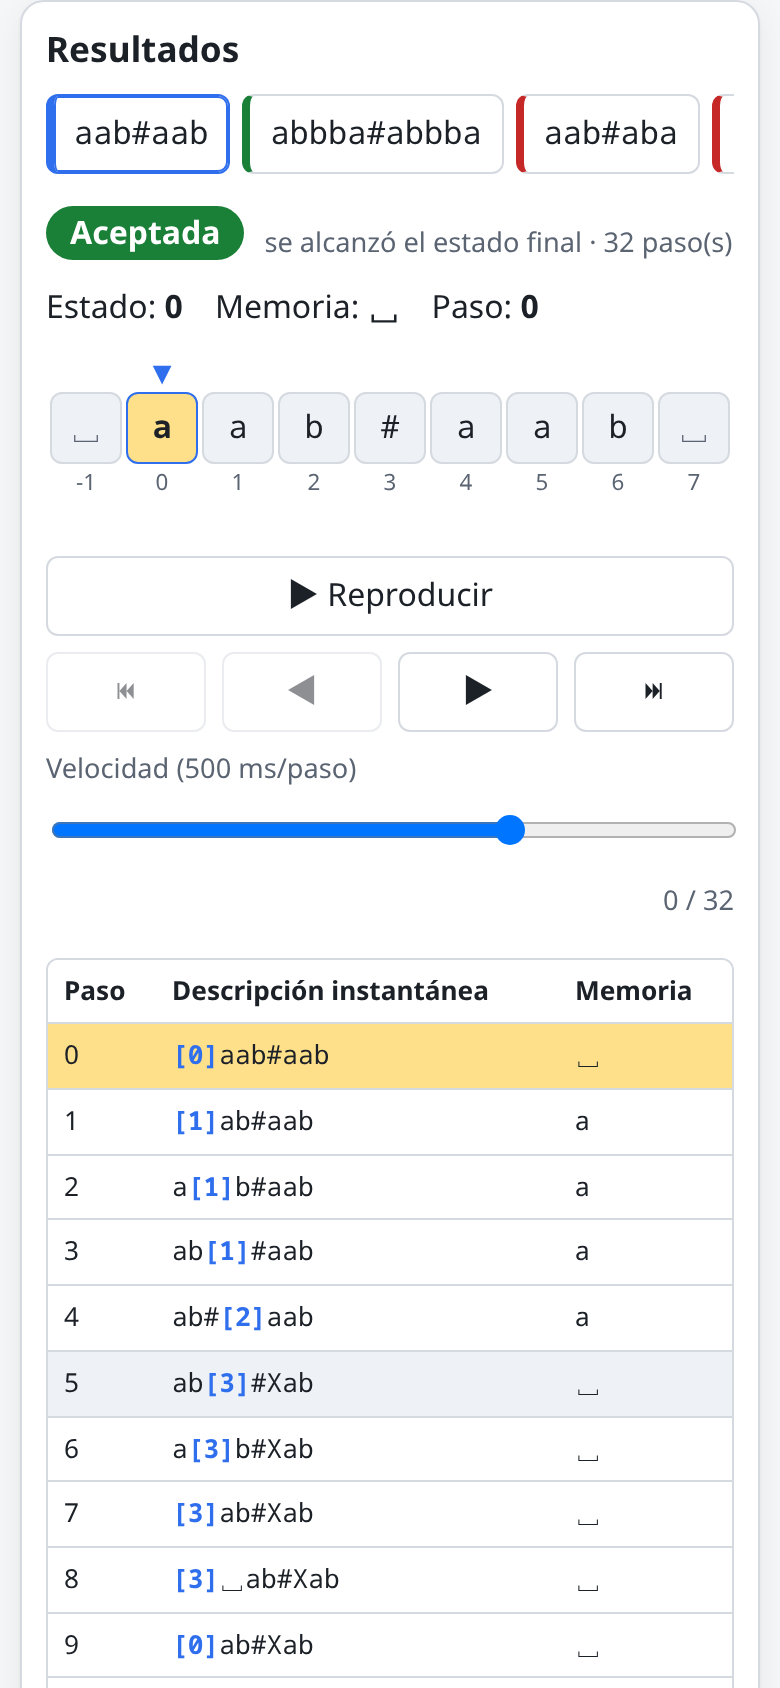 Resultados
aab#aab abbba#abbba aab#aba
Aceptada se alcanzó el estado final · 32 paso(s)
Estado: 0 Memoria: ␣ Paso: 0
▼
␣ a a b # a a b ␣
-1 0 1 2 3 4 5 6 7
▶ Reproducir
⏮ ◀ ▶ ⏭
Velocidad (500 ms/paso)
0 / 32
Paso Descripción instantánea Memoria
0 [0]aab#aab ␣
1 [1]ab#aab a
2 a[1]b#aab a
3 ab[1]#aab a
4 ab#[2]aab a
5 ab[3]#Xab ␣
6 a[3]b#Xab ␣
7 [3]ab#Xab ␣
8 [3]␣ab#Xab ␣
9 [0]ab#Xab ␣